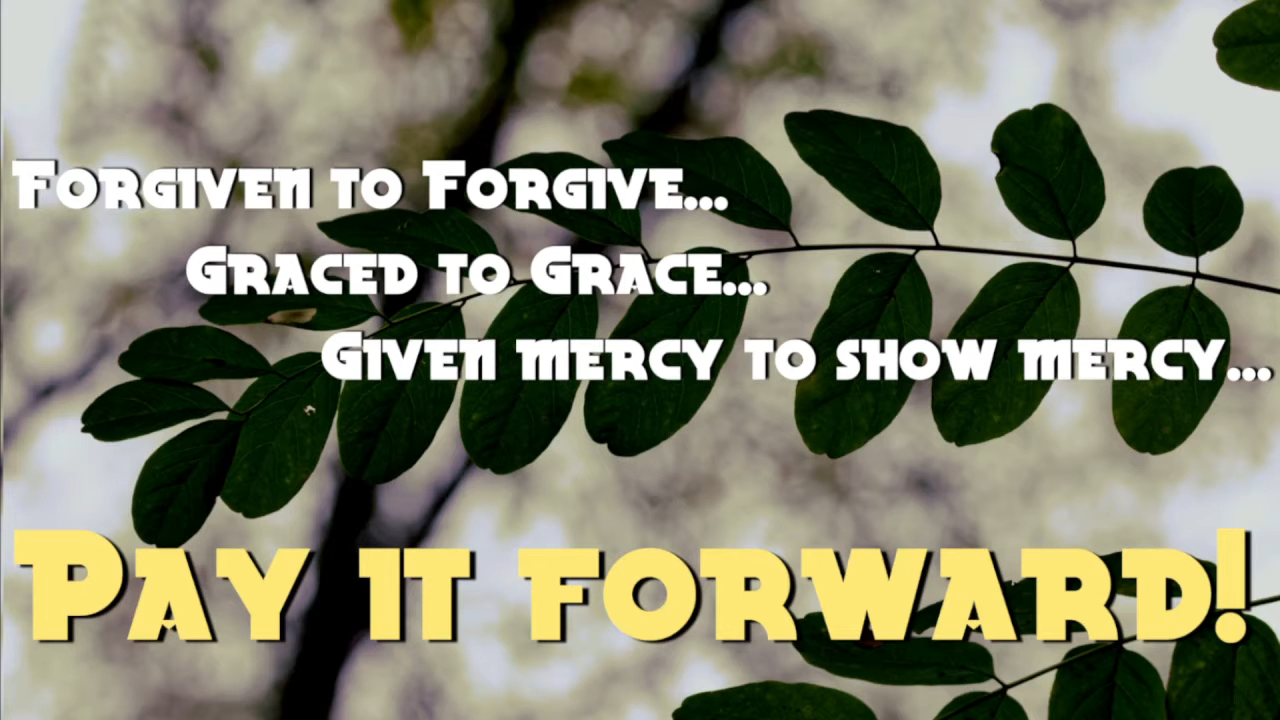 Forgiven to Forgive...
Graced to Grace...
Given mercy to show mercy...
Pay it forward!